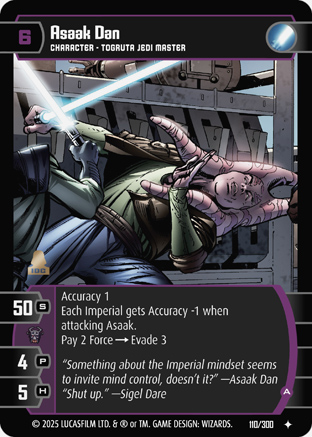 6
Asaak Dan
CHARACTER - TOGRUTA JEDI MASTER
IDC
50 S
Accuracy 1
Each Imperial gets Accuracy -1 when
attacking Asaak.
Pay 2 Force → Evade 3
4 P
5 H
“Something about the Imperial mindset seems
to invite mind control, doesn’t it?” —Asaak Dan
“Shut up.” —Sigel Dare
A
© 2025 LUCASFILM LTD. & ® or TM. GAME DESIGN: WIZARDS.
110/300